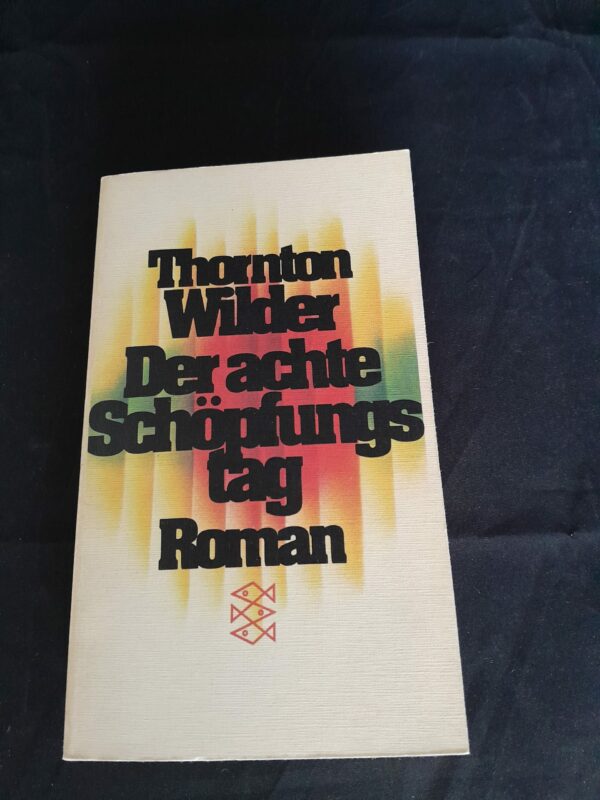 Thornton
Wilder
Der achte
Schöpfungs
tag
Roman